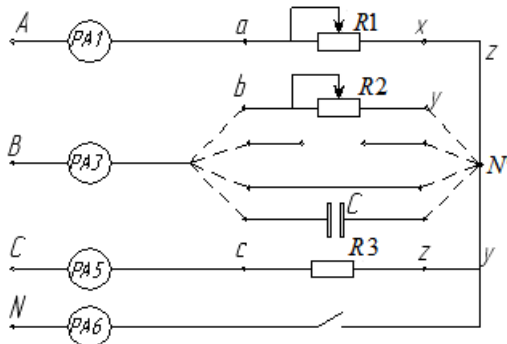 A PA1 a R1 x z
b R2 y
B PA3 N
C
C PA5 c R3 z y
N PA6